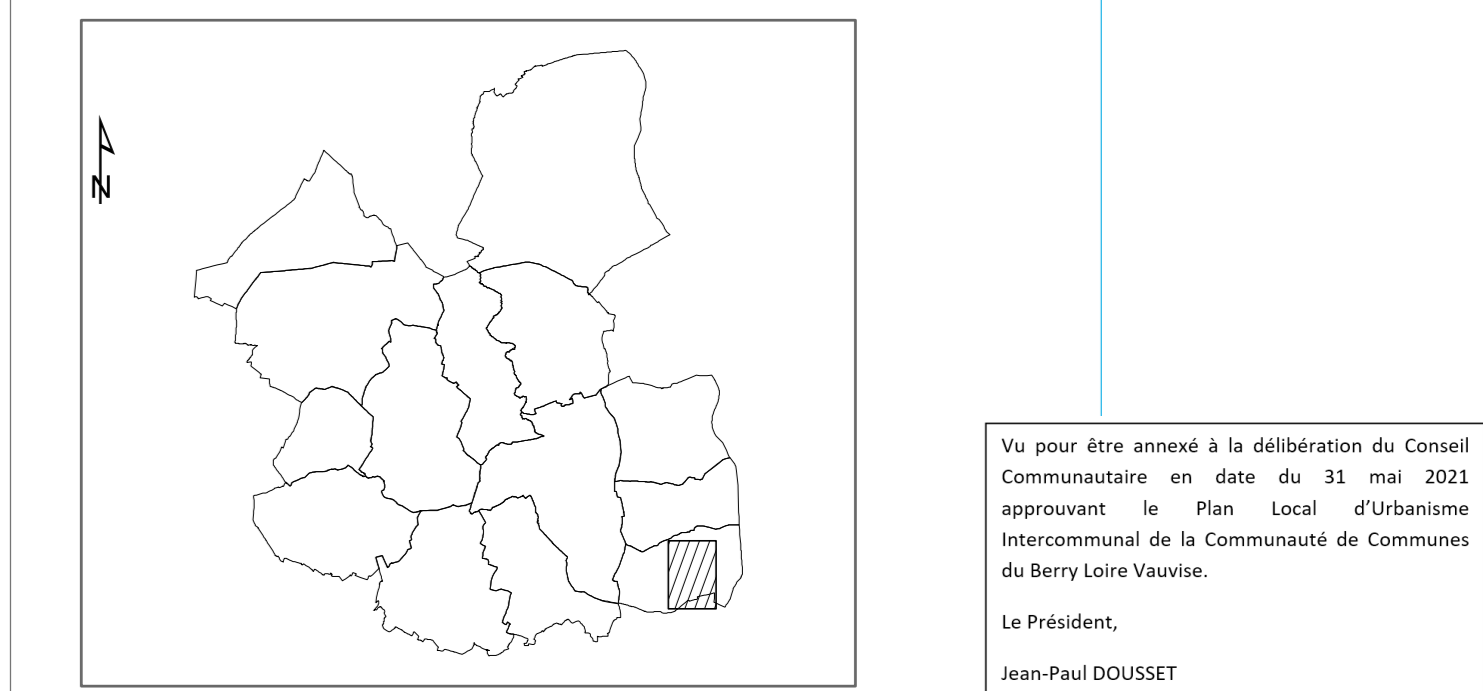 N
Vu pour être annexé à la délibération du Conseil
Communautaire en date du 31 mai 2021
approuvant le Plan Local d’Urbanisme
Intercommunal de la Communauté de Communes
du Berry Loire Vauvise.
Le Président,
Jean-Paul DOUSSET